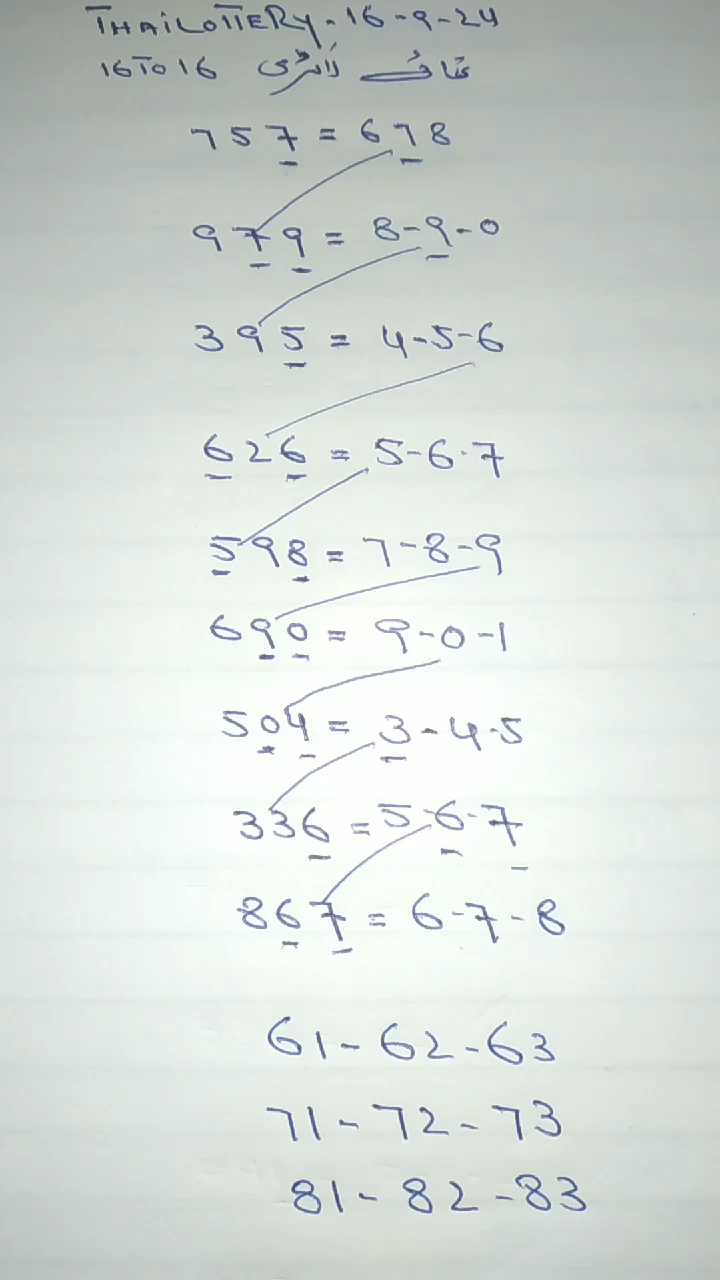 THAILOTTERY-16-9-24
16TO16 تھائی لاٹری
757 = 678
979 = 8-9-0
395 = 4-5-6
626 = 5-6-7
598 = 7-8-9
690 = 9-0-1
504 = 3-4-5
336 = 5-6-7
867 = 6-7-8
61-62-63
71-72-73
81-82-83